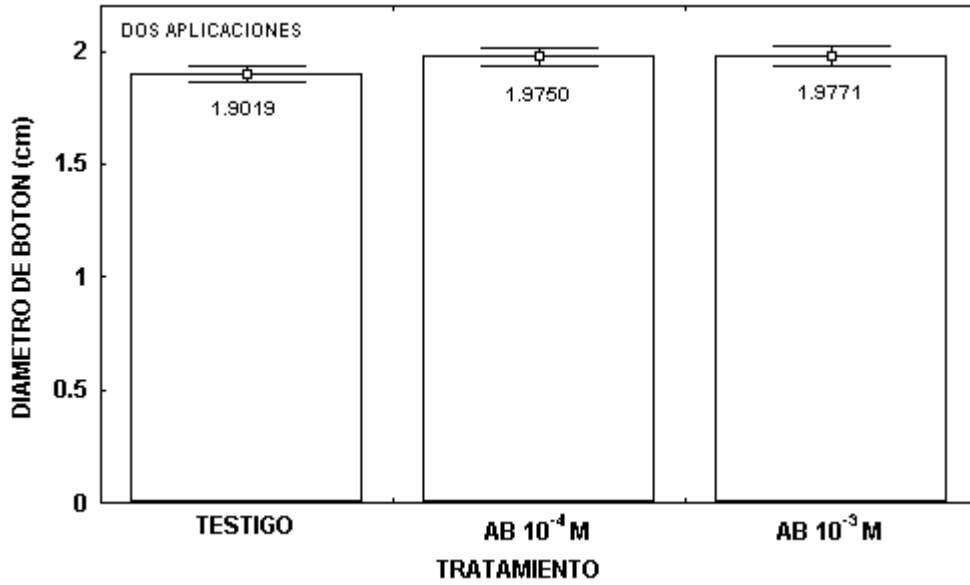 DOS APLICACIONES
DIAMETRO DE BOTON (cm)
2
1.5
1
0.5
0
1.9019
1.9750
1.9771
TESTIGO
AB 10⁻⁴ M
AB 10⁻³ M
TRATAMIENTO